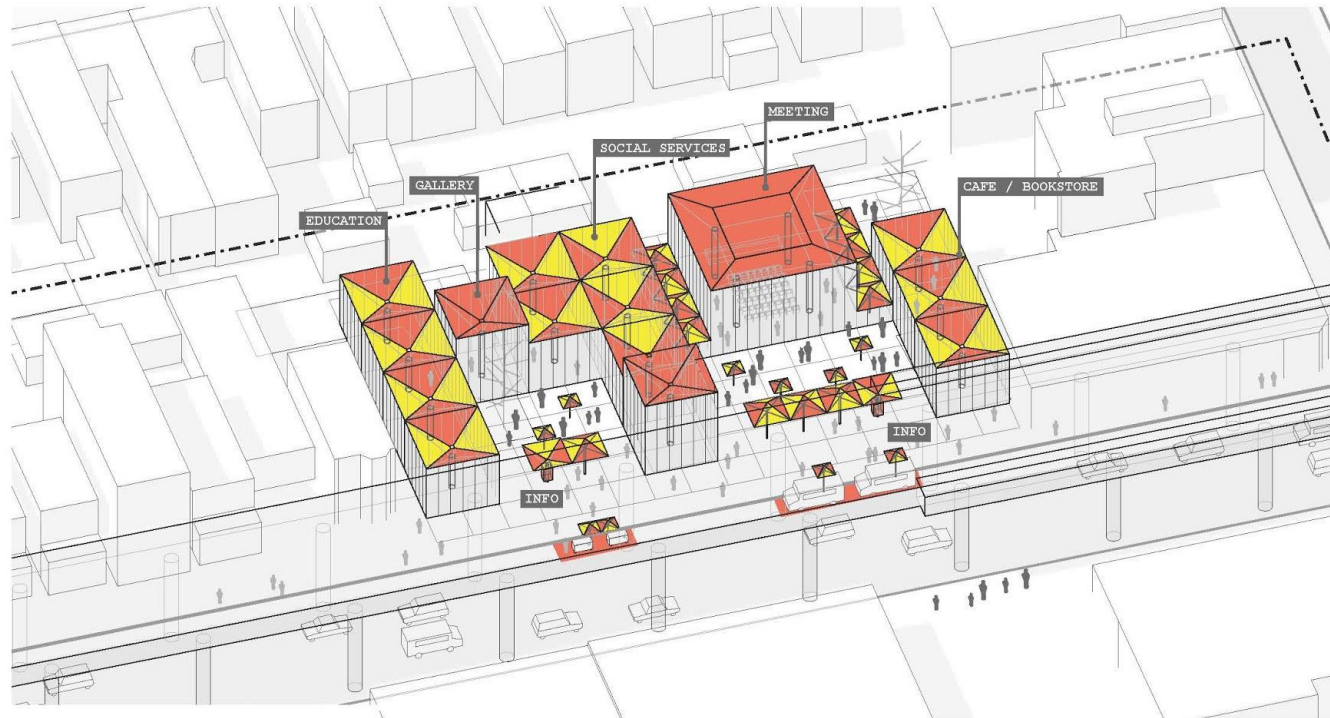 MEETING
SOCIAL SERVICES
GALLERY
CAFE / BOOKSTORE
EDUCATION
INFO
INFO